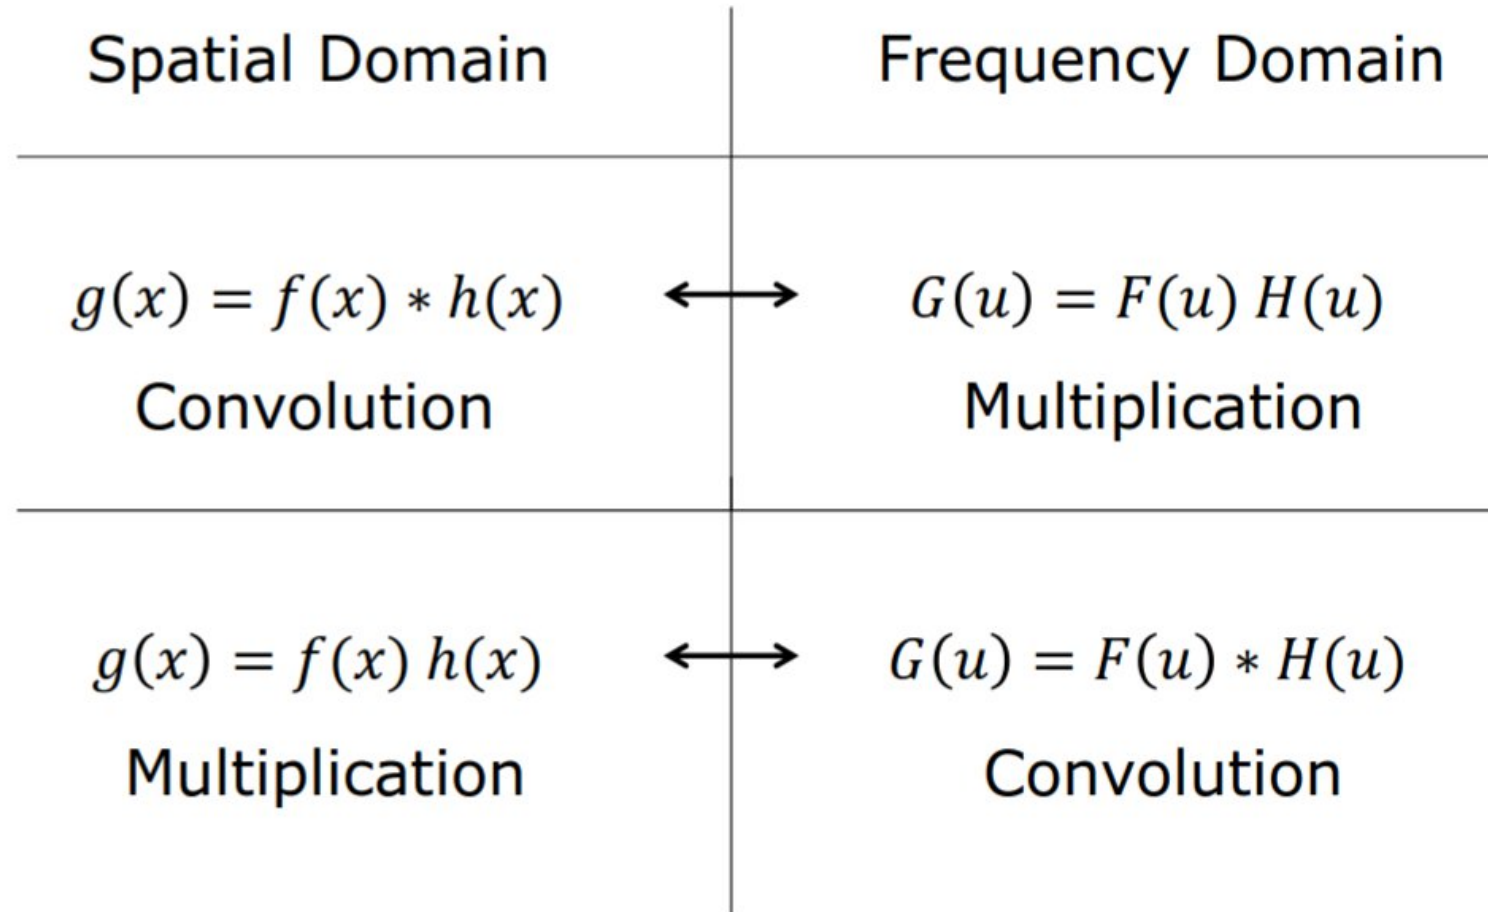 Spatial Domain
Frequency Domain
g(x) = f(x) ∗ h(x)
G(u) = F(u) H(u)
Convolution
Multiplication
g(x) = f(x) h(x)
G(u) = F(u) ∗ H(u)
Multiplication
Convolution